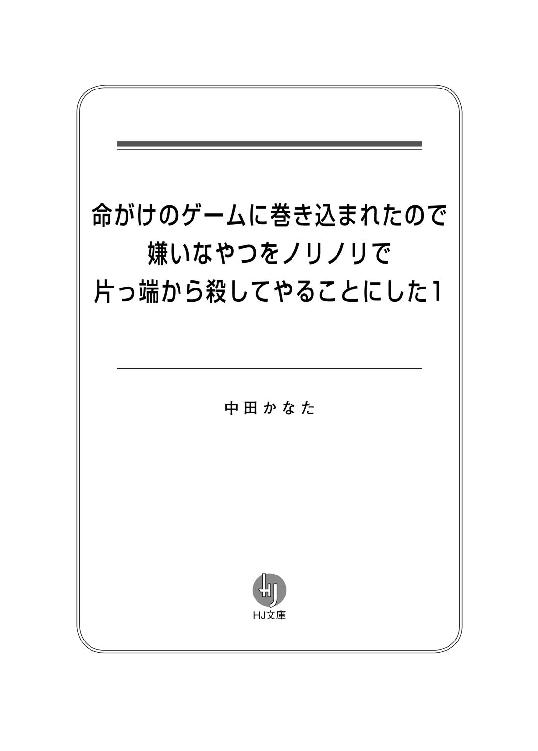 命がけのゲームに巻き込まれたので
嫌いなやつをノリノリで
片っ端から殺してやることにした1
中田かなた
HJ
HJ文庫